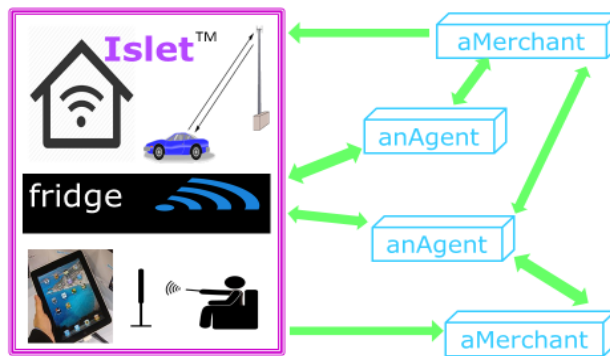 Islet™
fridge
aMerchant
anAgent
anAgent
aMerchant